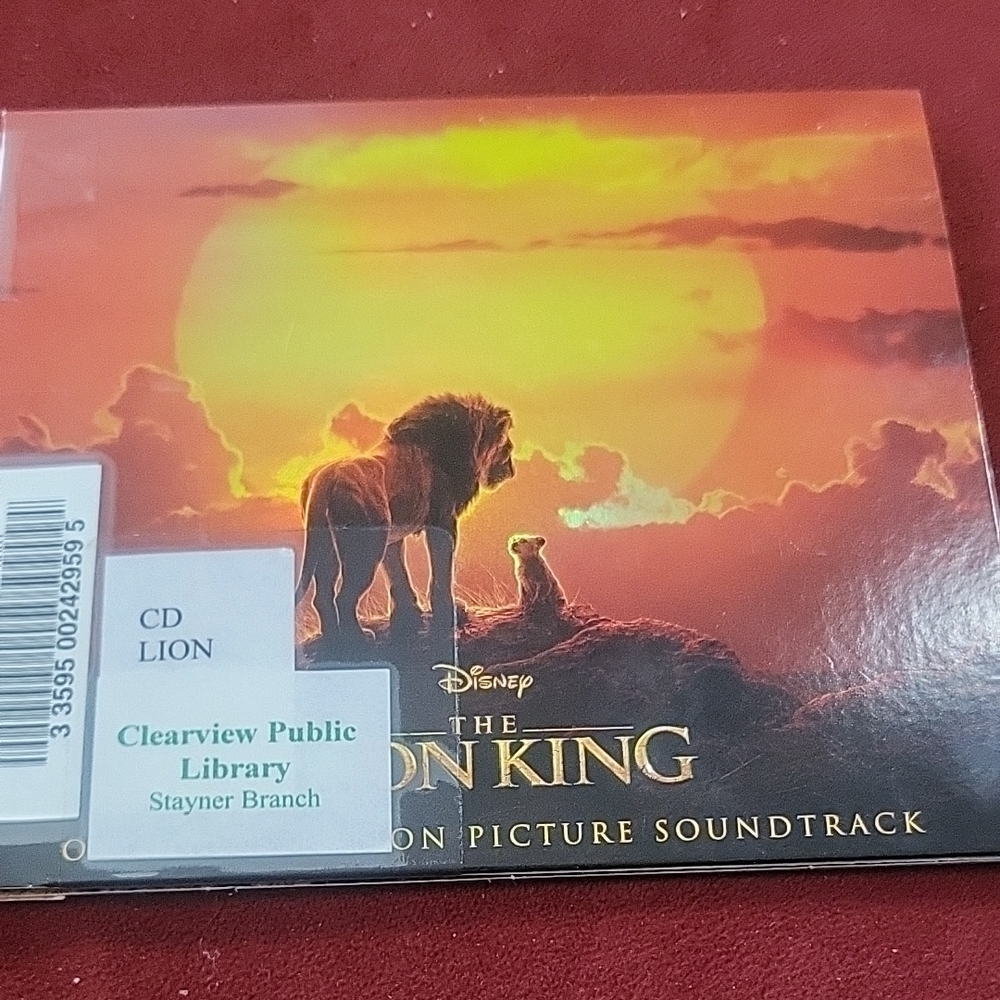 3 3595 00242959 5
CD
LION
Clearview Public
Library
Stayner Branch
Disney
THE
ON KING
ON PICTURE SOUNDTRACK